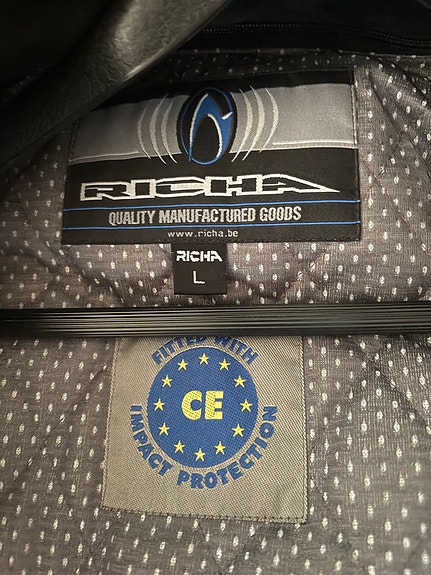 RICHA
QUALITY MANUFACTURED GOODS
www.richa.be
RICHA
L
FITTED WITH
CE
IMPACT PROTECTION